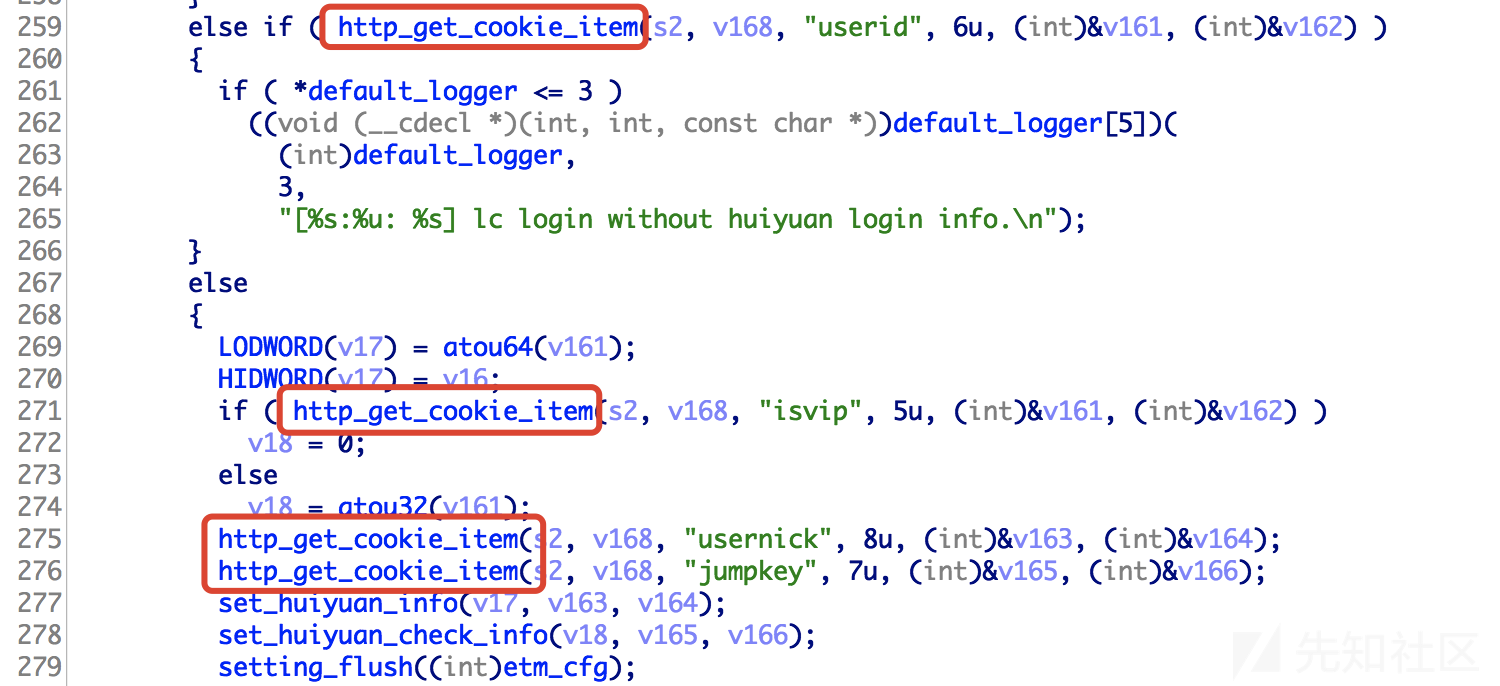 259 else if ( http_get_cookie_item(s2, v168, "userid", 6u, (int)&v161, (int)&v162) )
260 {
261 if ( *default_logger <= 3 )
262 ((void (__cdecl *)(int, int, const char *))default_logger[5])(
263 (int)default_logger,
264 3,
265 "[%s:%u: %s] lc login without huiyuan login info.\n");
266 }
267 else
268 {
269 LODWORD(v17) = atou64(v161);
270 HIDWORD(v17) = v16;
271 if ( http_get_cookie_item(s2, v168, "isvip", 5u, (int)&v161, (int)&v162) )
272 v18 = 0;
273 else
274 v18 = atou32(v161);
275 http_get_cookie_item(s2, v168, "usernick", 8u, (int)&v163, (int)&v164);
276 http_get_cookie_item(s2, v168, "jumpkey", 7u, (int)&v165, (int)&v166);
277 set_huiyuan_info(v17, v163, v164);
278 set_huiyuan_check_info(v18, v165, v166);
279 setting_flush((int)etm_cfg);
先知社区